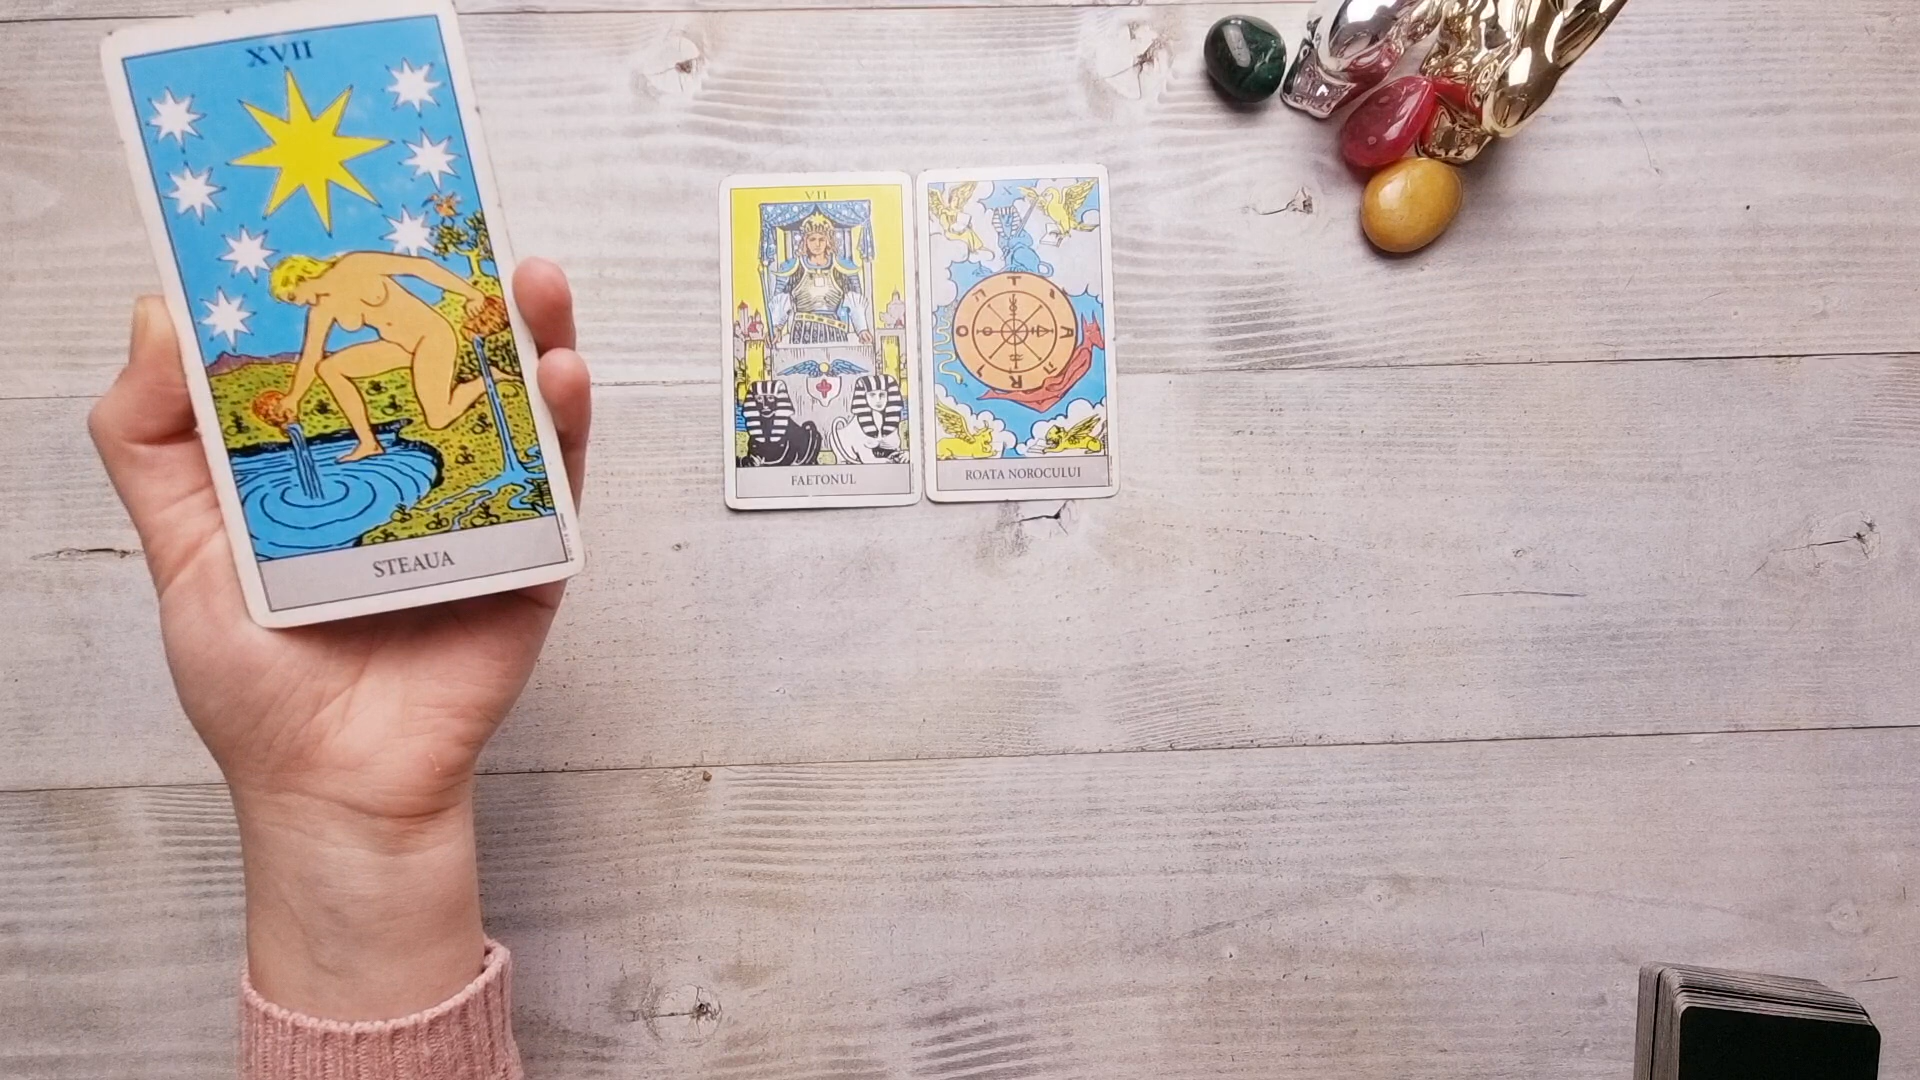 XVII
STEAUA
VII
FAETONUL
X
ROATA NOROCULUI